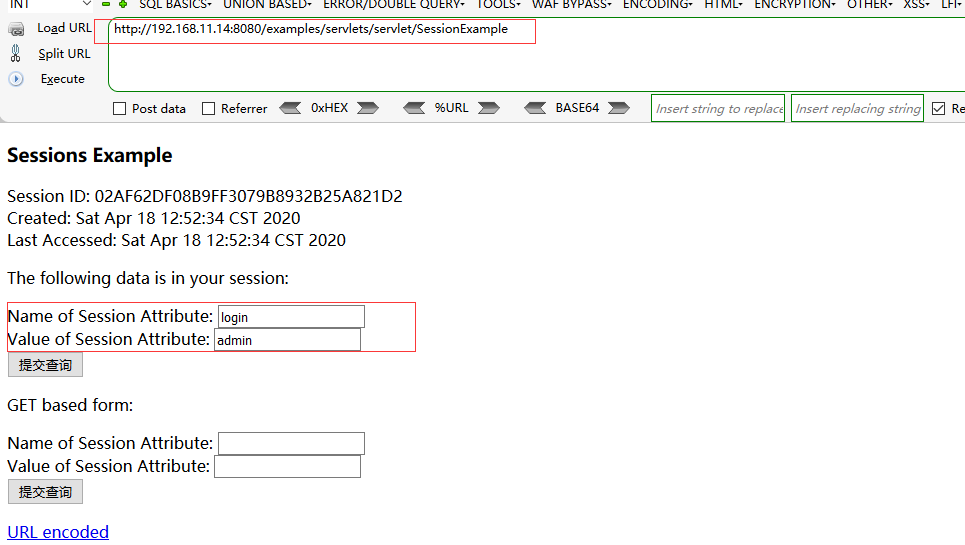 INT SQL BASICS UNION BASED ERROR/DOUBLE QUERY TOOLS WAF BYPASS ENCODING HTML ENCRYPTION OTHER XSS LFI
Load URL http://192.168.11.14:8080/examples/servlets/servlet/SessionExample
Split URL
Execute
Post data Referrer 0xHEX %URL BASE64 Insert string to replace Insert replacing string Re
Sessions Example
Session ID: 02AF62DF08B9FF3079B8932B25A821D2
Created: Sat Apr 18 12:52:34 CST 2020
Last Accessed: Sat Apr 18 12:52:34 CST 2020
The following data is in your session:
Name of Session Attribute: login
Value of Session Attribute: admin
提交查询
GET based form:
Name of Session Attribute:
Value of Session Attribute:
提交查询
URL encoded